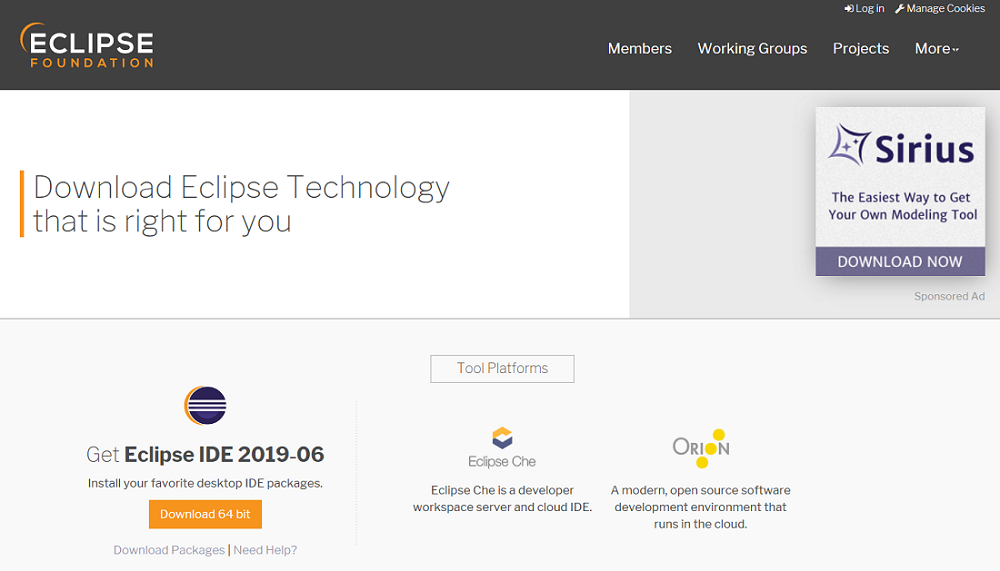 Log in Manage Cookies
ECLIPSE
FOUNDATION
Members Working Groups Projects More
Download Eclipse Technology
that is right for you
Sirius
The Easiest Way to Get
Your Own Modeling Tool
DOWNLOAD NOW
Sponsored Ad
Tool Platforms
Get Eclipse IDE 2019-06
Install your favorite desktop IDE packages.
Download 64 bit
Download Packages | Need Help?
Eclipse Che
Eclipse Che is a developer
workspace server and cloud IDE.
ORION
A modern, open source software
development environment that
runs in the cloud.